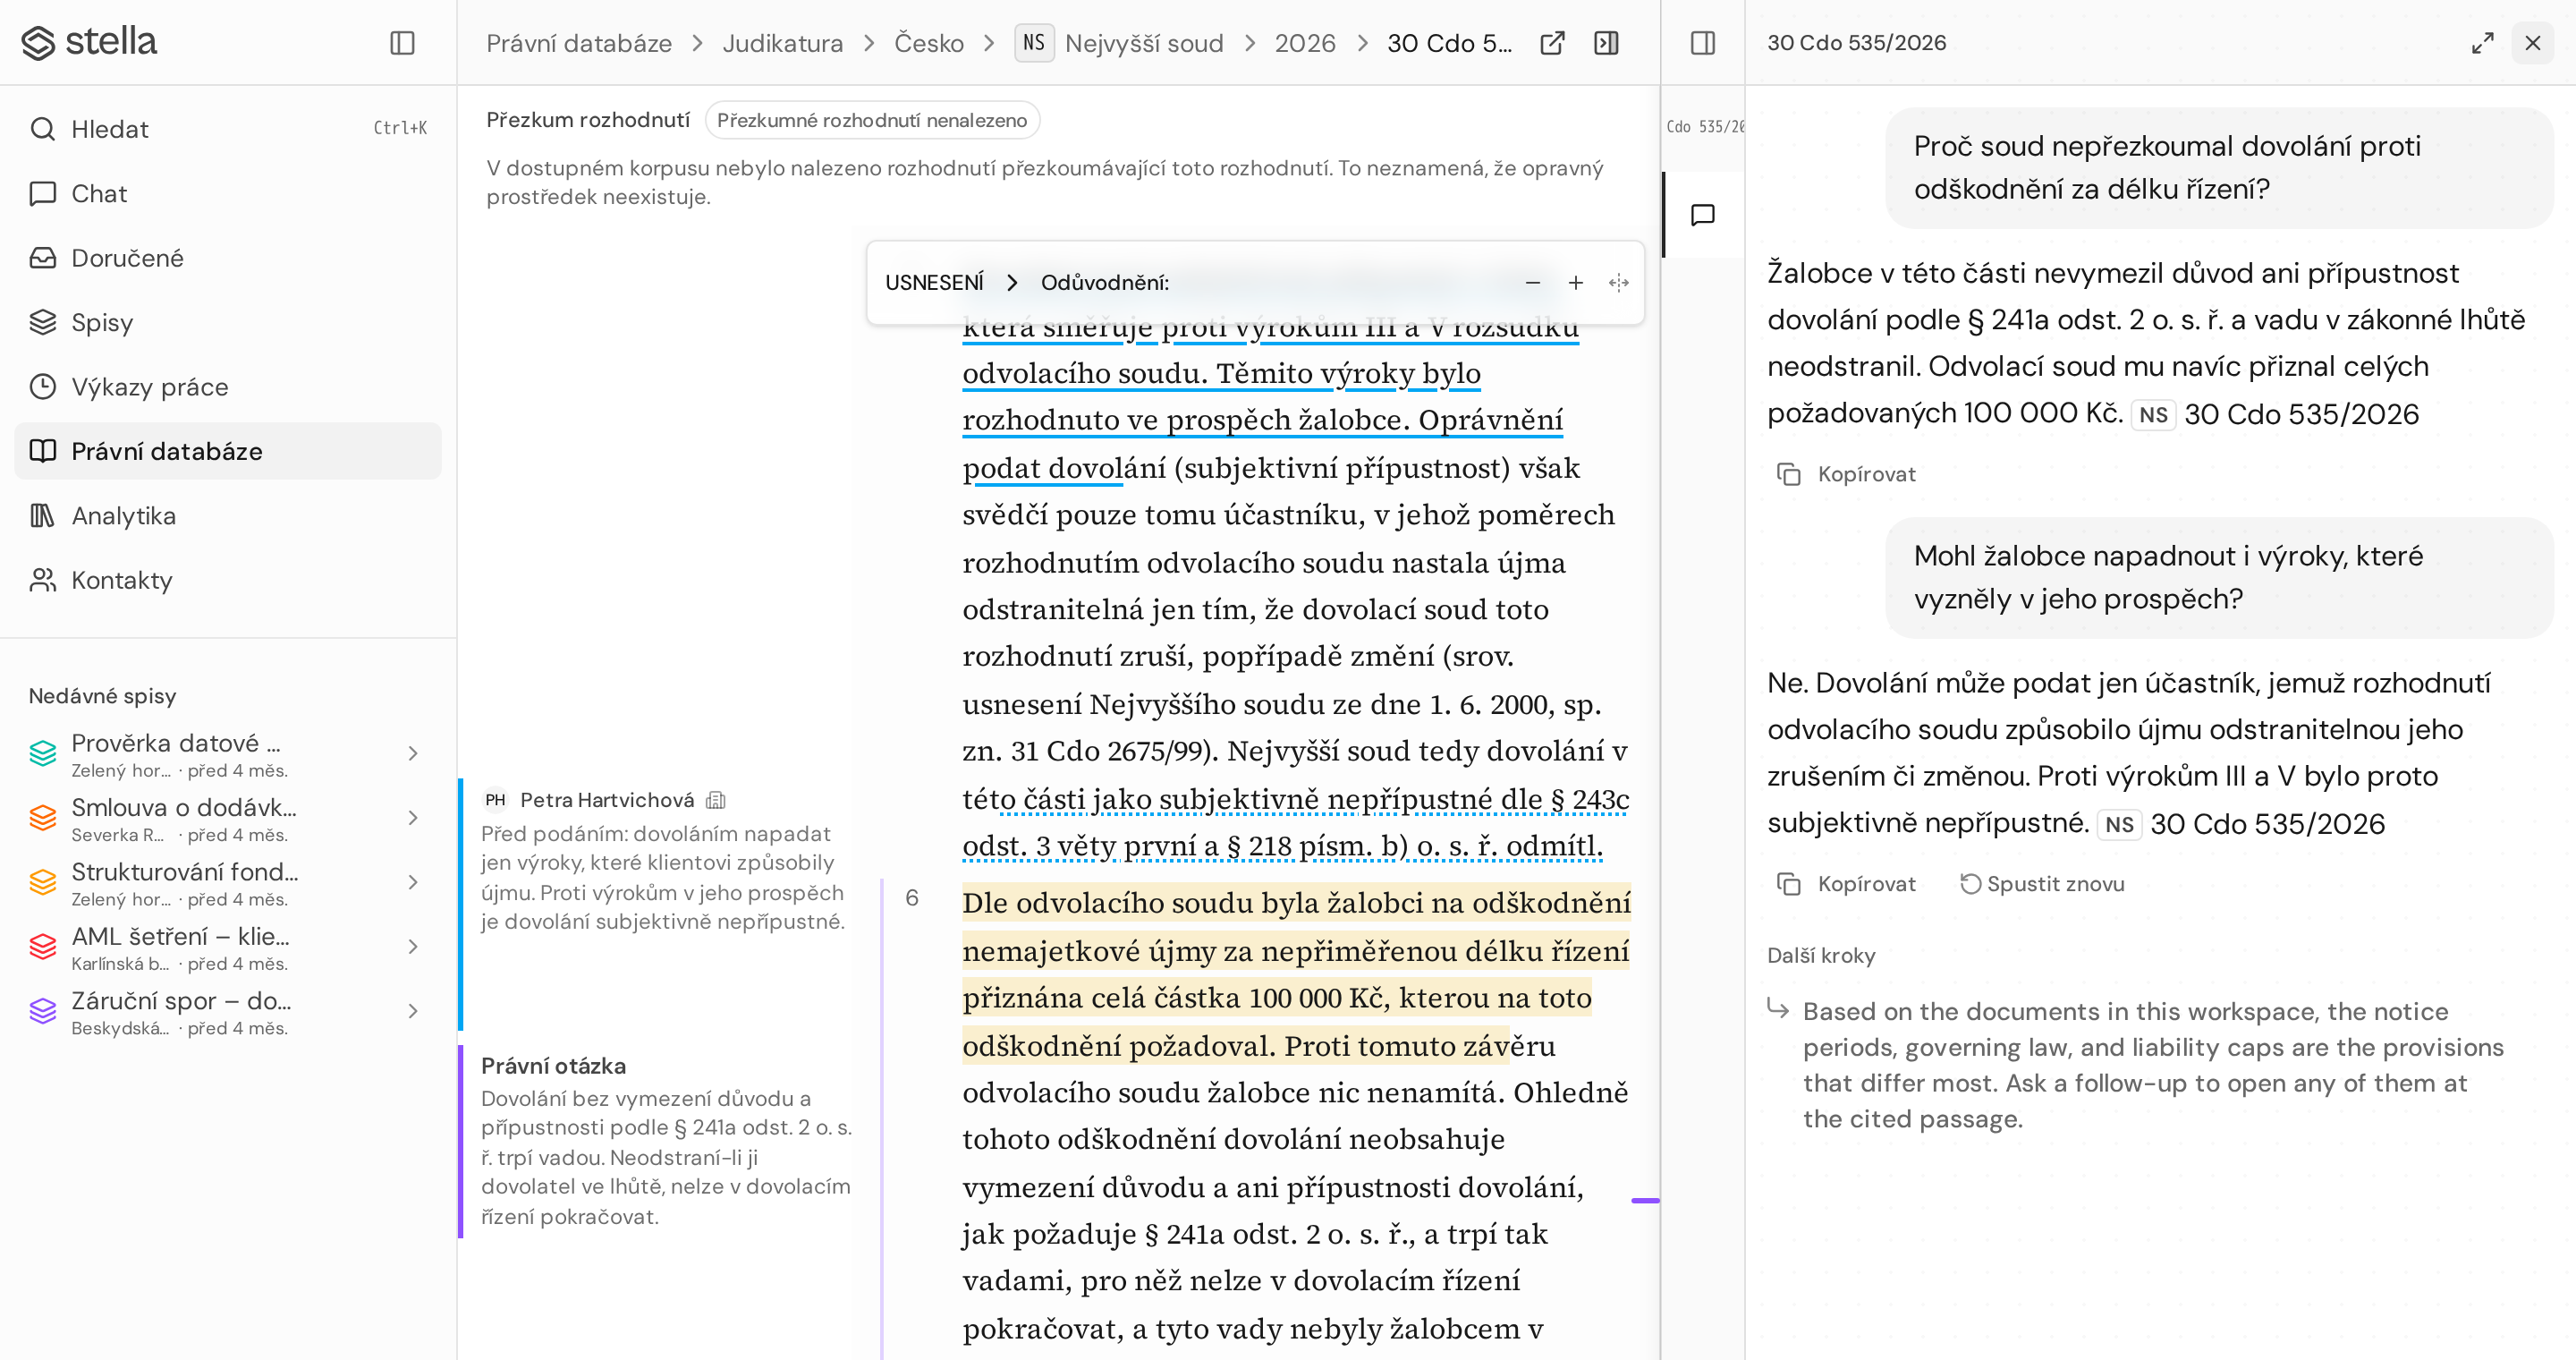 stella
Hledat
Ctrl+K
Chat
Doručené
Spisy
Výkazy práce
Právní databáze
Analytika
Kontakty
Nedávné spisy
Prověrka datové ...
Zelený hor... · před 4 měs.
Smlouva o dodávk...
Severka R... · před 4 měs.
Strukturování fond...
Zelený hor... · před 4 měs.
AML šetření – klie...
Karlínská b... · před 4 měs.
Záruční spor – do...
Beskydská... · před 4 měs.
Právní databáze > Judikatura > Česko > NS Nejvyšší soud > 2026 > 30 Cdo 5...
Přezkum rozhodnutí
Přezkumné rozhodnutí nenalezeno
V dostupném korpusu nebylo nalezeno rozhodnutí přezkoumávající toto rozhodnutí. To neznamená, že opravný
prostředek neexistuje.
USNESENÍ > Odůvodnění:
která směřuje proti výrokům III a V rozsudku
odvolacího soudu. Těmito výroky bylo
rozhodnuto ve prospěch žalobce. Oprávnění
podat dovolání (subjektivní přípustnost) však
svědčí pouze tomu účastníku, v jehož poměrech
rozhodnutím odvolacího soudu nastala újma
odstranitelná jen tím, že dovolací soud toto
rozhodnutí zruší, popřípadě změní (srov.
usnesení Nejvyššího soudu ze dne 1. 6. 2000, sp.
zn. 31 Cdo 2675/99). Nejvyšší soud tedy dovolání v
této části jako subjektivně nepřípustné dle § 243c
odst. 3 věty první a § 218 písm. b) o. s. ř. odmítl.
6
Dle odvolacího soudu byla žalobci na odškodnění
nemajetkové újmy za nepřiměřenou délku řízení
přiznána celá částka 100 000 Kč, kterou na toto
odškodnění požadoval. Proti tomuto závěru
odvolacího soudu žalobce nic nenamítá. Ohledně
tohoto odškodnění dovolání neobsahuje
vymezení důvodu a ani přípustnosti dovolání,
jak požaduje § 241a odst. 2 o. s. ř., a trpí tak
vadami, pro něž nelze v dovolacím řízení
pokračovat, a tyto vady nebyly žalobcem v
PH Petra Hartvichová
Před podáním: dovoláním napadat
jen výroky, které klientovi způsobily
újmu. Proti výrokům v jeho prospěch
je dovolání subjektivně nepřípustné.
Právní otázka
Dovolání bez vymezení důvodu a
přípustnosti podle § 241a odst. 2 o. s.
ř. trpí vadou. Neodstraní-li ji
dovolatel ve lhůtě, nelze v dovolacím
řízení pokračovat.
Cdo 535/20
30 Cdo 535/2026
Proč soud nepřezkoumal dovolání proti
odškodnění za délku řízení?
Žalobce v této části nevymezil důvod ani přípustnost
dovolání podle § 241a odst. 2 o. s. ř. a vadu v zákonné lhůtě
neodstranil. Odvolací soud mu navíc přiznal celých
požadovaných 100 000 Kč. NS 30 Cdo 535/2026
Kopírovat
Mohl žalobce napadnout i výroky, které
vyzněly v jeho prospěch?
Ne. Dovolání může podat jen účastník, jemuž rozhodnutí
odvolacího soudu způsobilo újmu odstranitelnou jeho
zrušením či změnou. Proti výrokům III a V bylo proto
subjektivně nepřípustné. NS 30 Cdo 535/2026
Kopírovat
Spustit znovu
Další kroky
Based on the documents in this workspace, the notice
periods, governing law, and liability caps are the provisions
that differ most. Ask a follow-up to open any of them at
the cited passage.